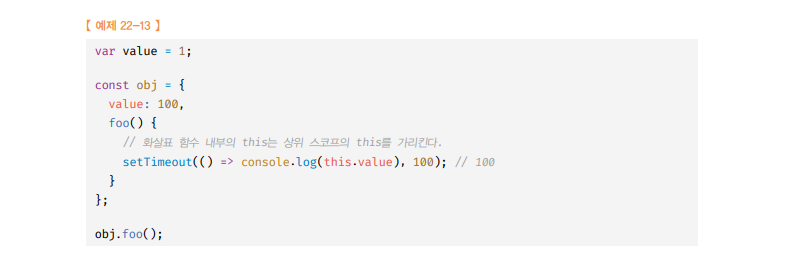 【 예제 22-13 】
var value = 1;
const obj = {
  value: 100,
  foo() {
    // 화살표 함수 내부의 this는 상위 스코프의 this를 가리킨다.
    setTimeout(() => console.log(this.value), 100); // 100
  }
};
obj.foo();